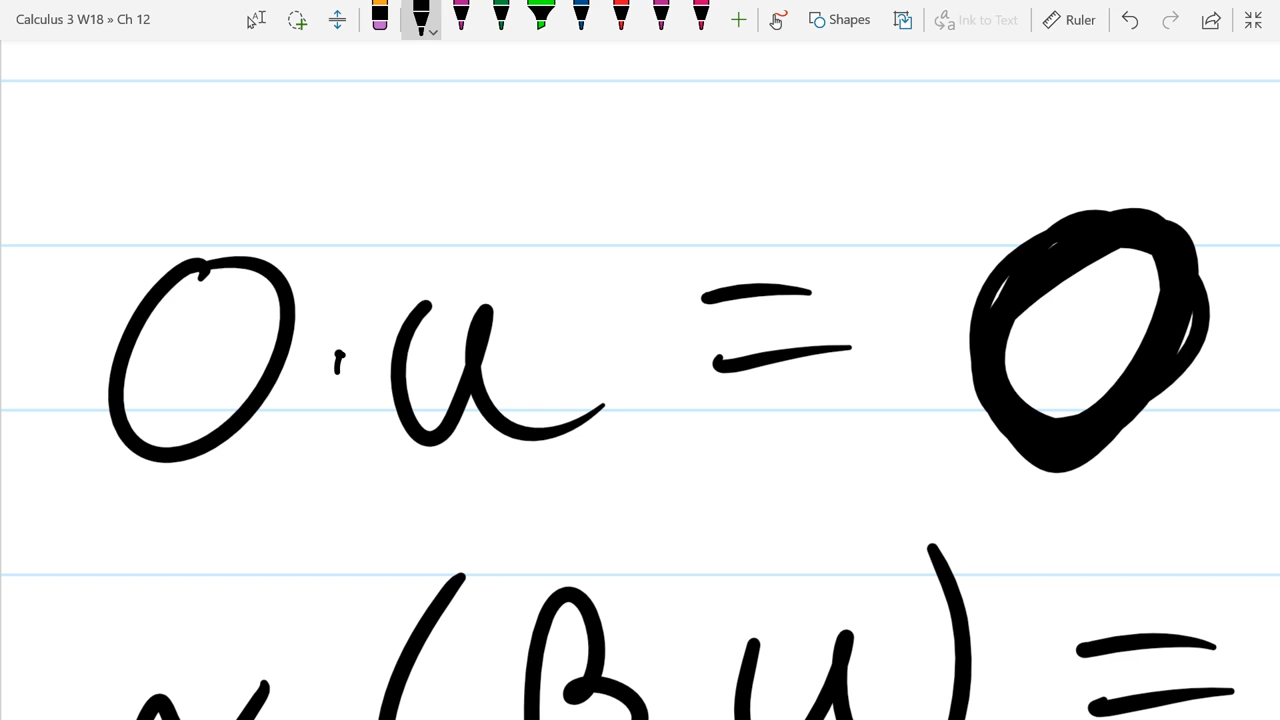 Calculus 3 W18 » Ch 12 Shapes Ink to Text Ruler
0 · u = 0
α (β u) =